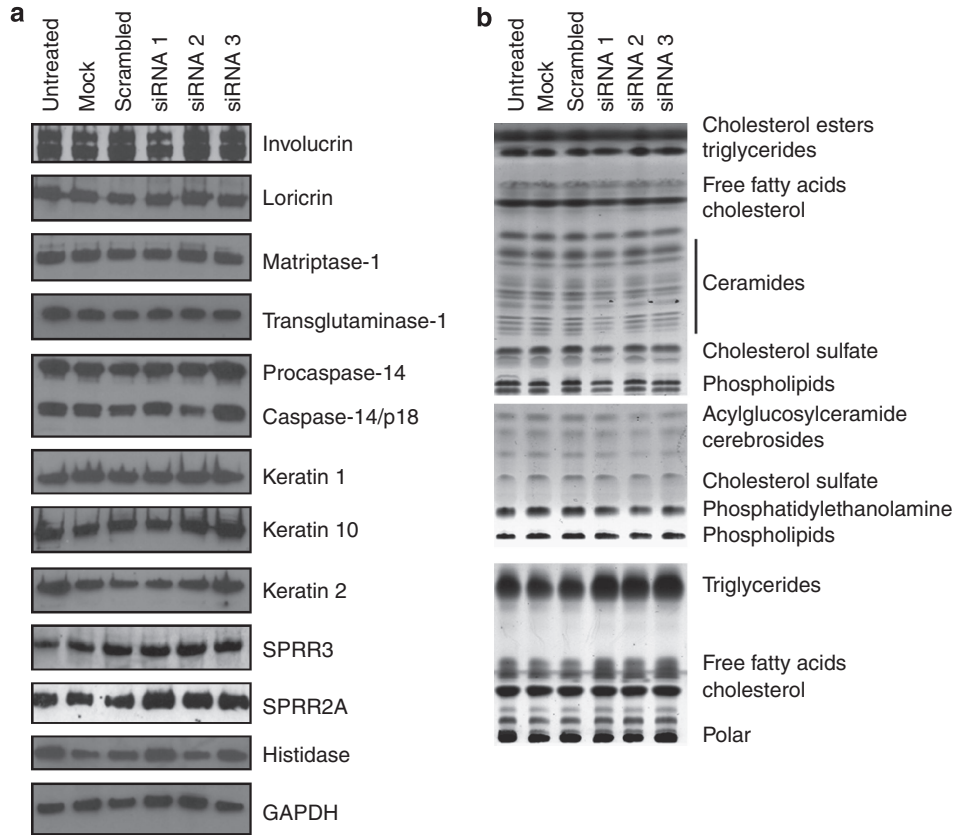 a
Untreated
Mock
Scrambled
siRNA 1
siRNA 2
siRNA 3
Involucrin
Loricrin
Matriptase-1
Transglutaminase-1
Procaspase-14
Caspase-14/p18
Keratin 1
Keratin 10
Keratin 2
SPRR3
SPRR2A
Histidase
GAPDH
b
Untreated
Mock
Scrambled
siRNA 1
siRNA 2
siRNA 3
Cholesterol esters
triglycerides
Free fatty acids
cholesterol
Ceramides
Cholesterol sulfate
Phospholipids
Acylglucosylceramide
cerebrosides
Cholesterol sulfate
Phosphatidylethanolamine
Phospholipids
Triglycerides
Free fatty acids
cholesterol
Polar